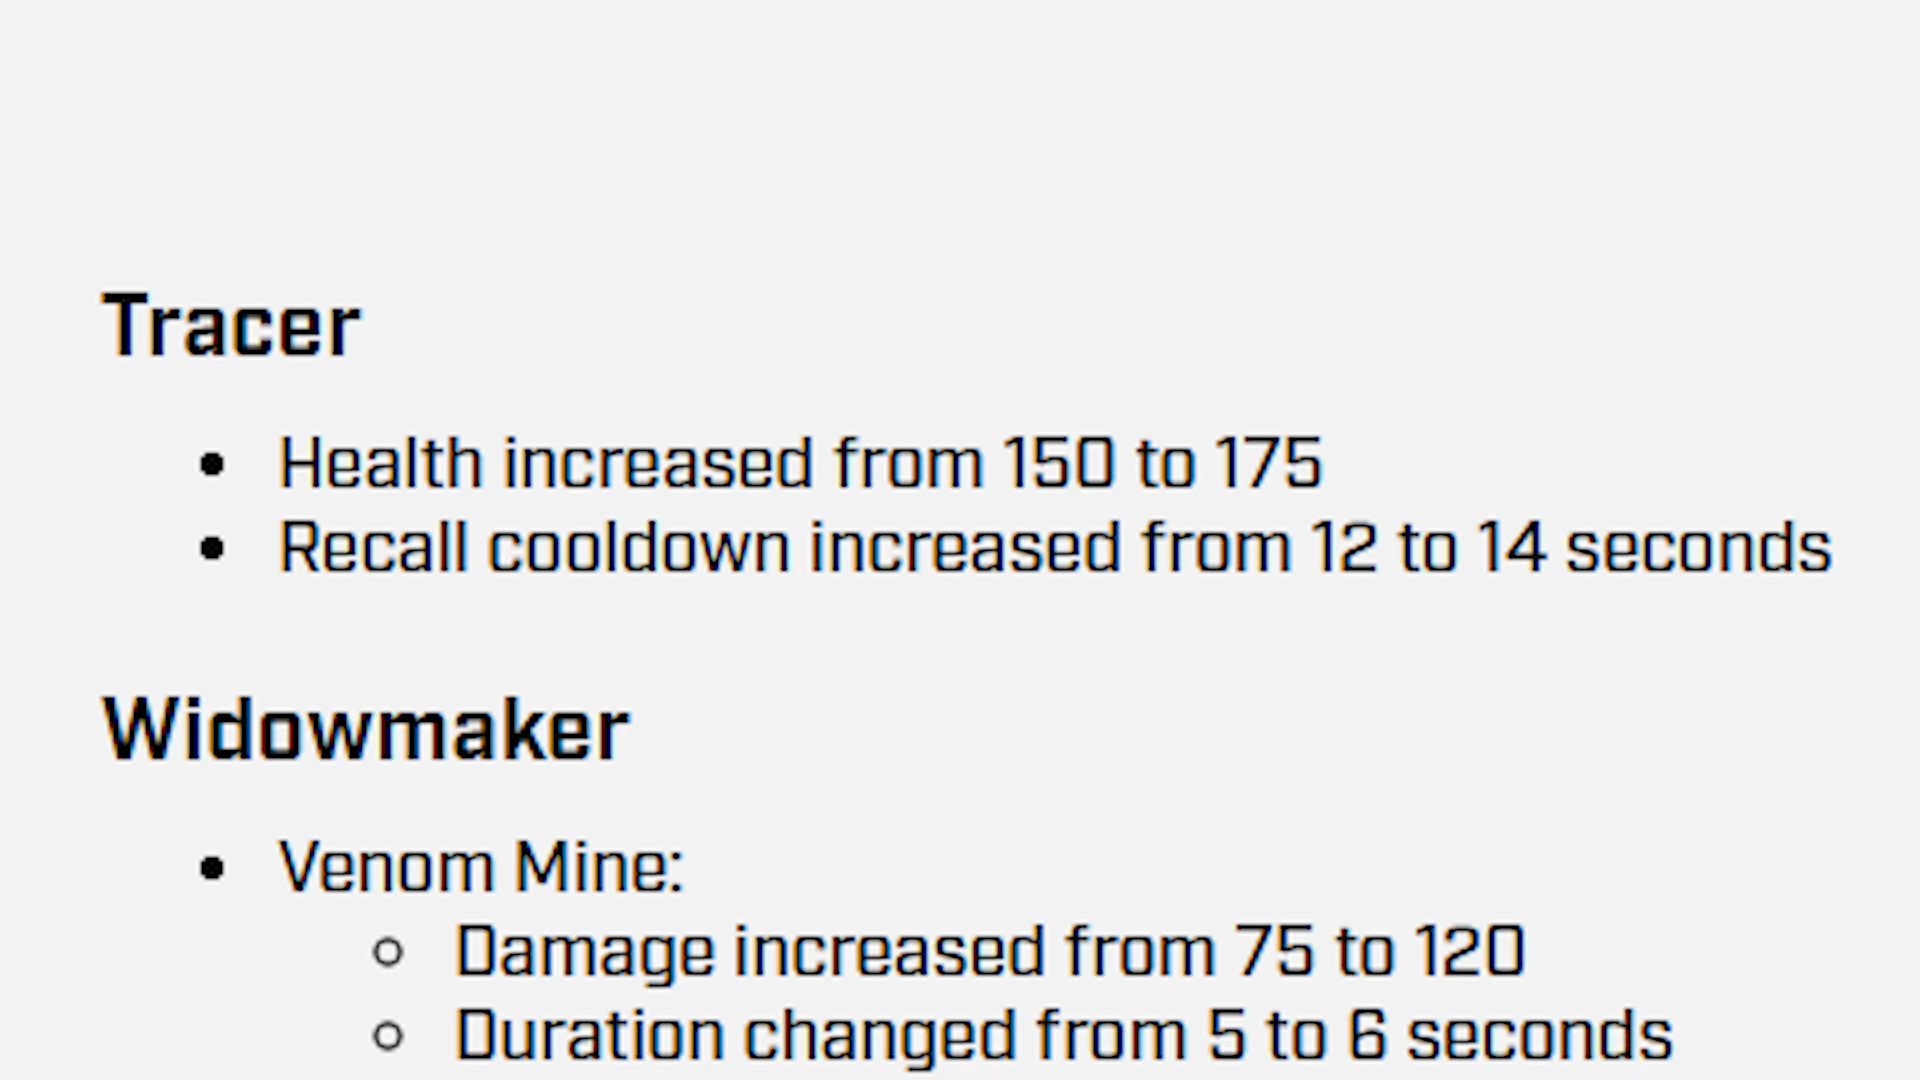 Tracer
Health increased from 150 to 175
Recall cooldown increased from 12 to 14 seconds
Widowmaker
Venom Mine:
Damage increased from 75 to 120
Duration changed from 5 to 6 seconds